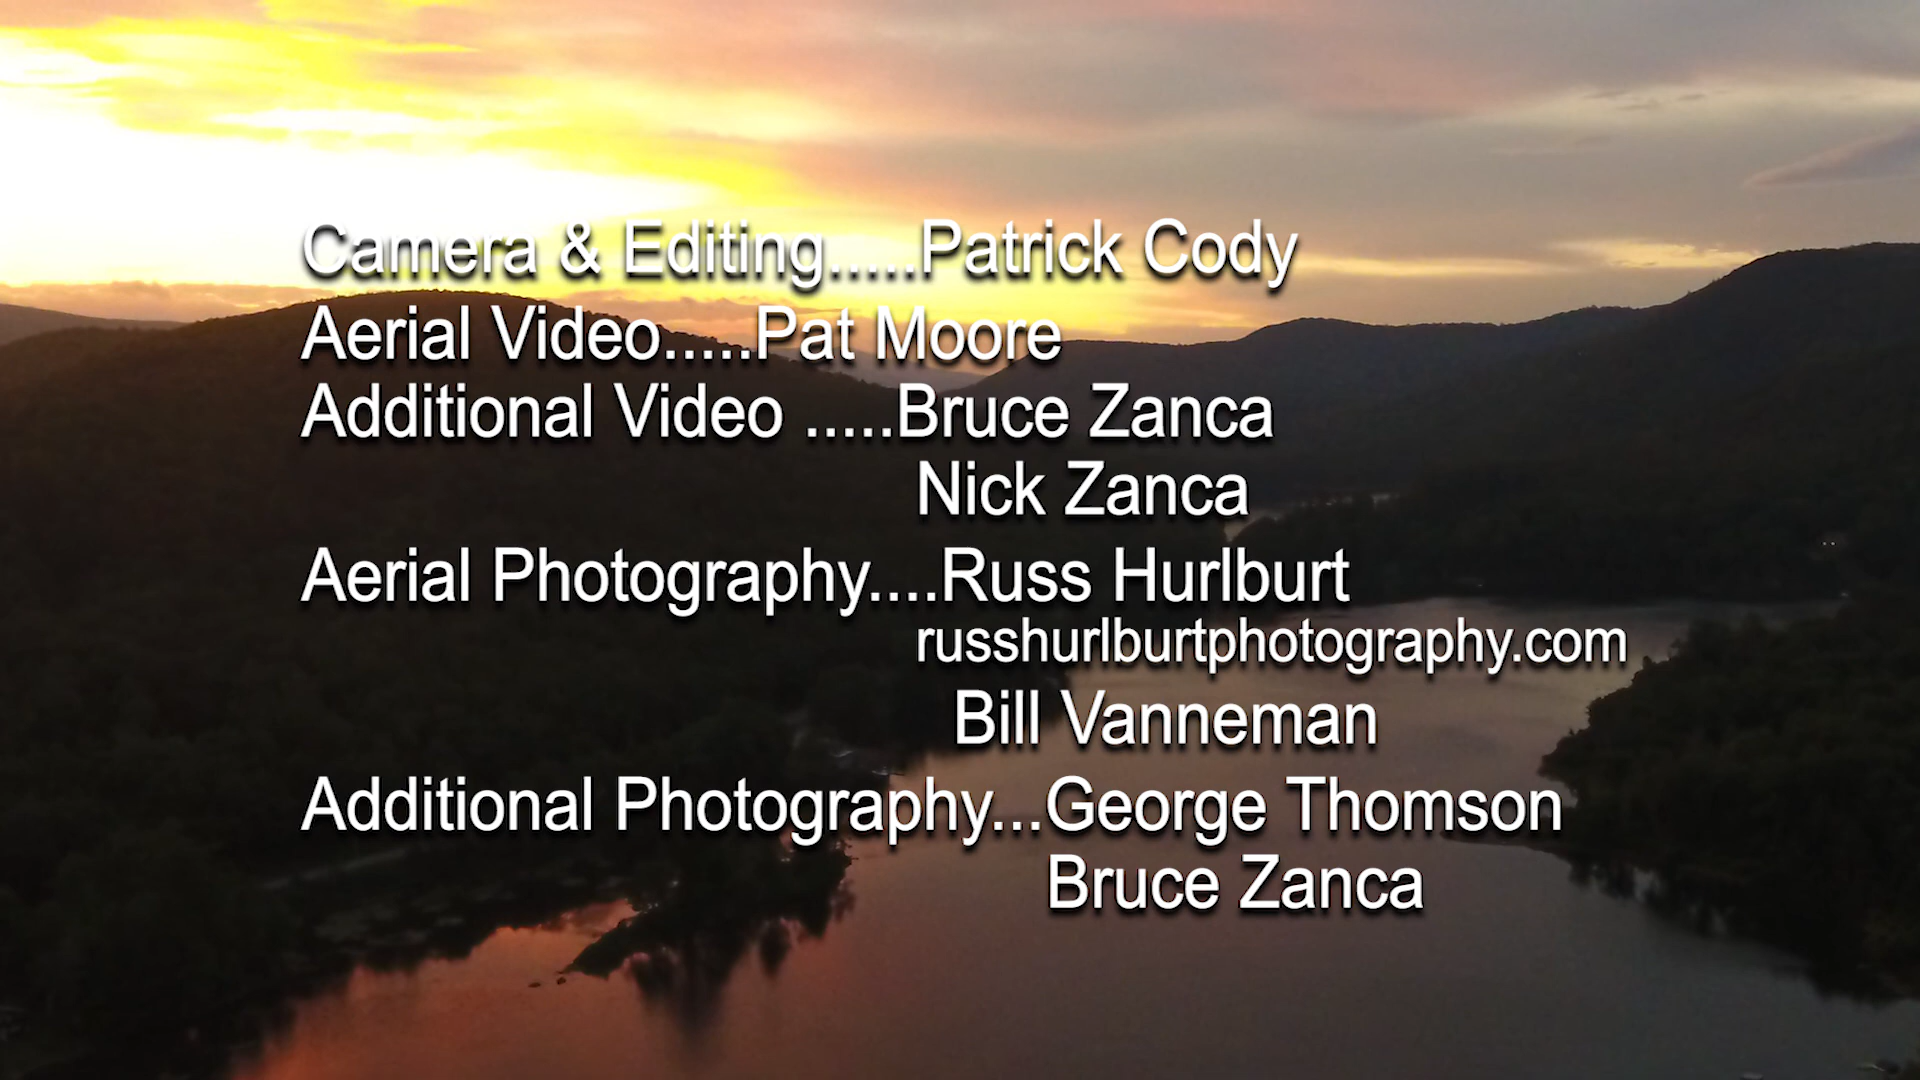 Camera & Editing.....Patrick Cody
Aerial Video.....Pat Moore
Additional Video .....Bruce Zanca
Nick Zanca
Aerial Photography....Russ Hurlburt
russhurlburtphotography.com
Bill Vanneman
Additional Photography...George Thomson
Bruce Zanca